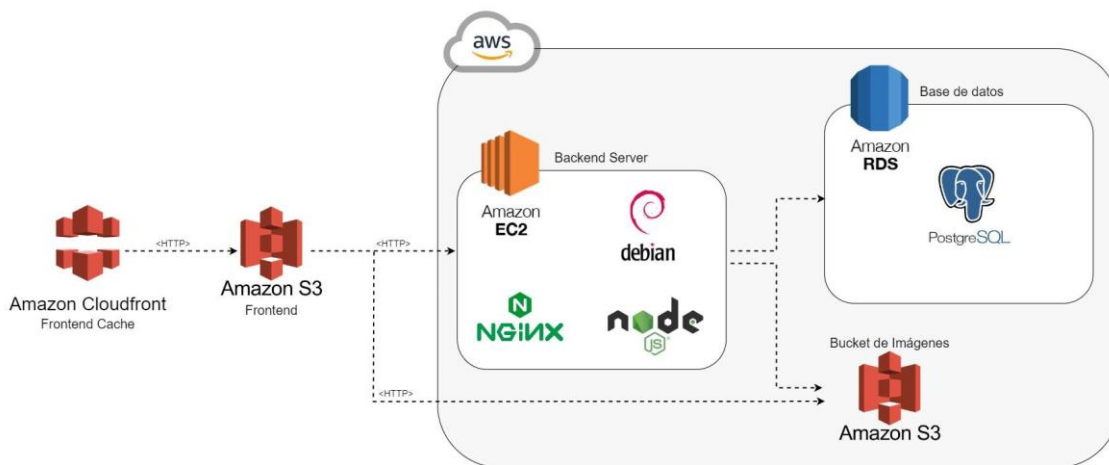 aws
Base de datos
Amazon
RDS
PostgreSQL
Backend Server
Amazon
EC2
debian
NGINX
node
JS
<HTTP>
<HTTP>
Amazon Cloudfront
Frontend Cache
Amazon S3
Frontend
<HTTP>
Bucket de Imágenes
Amazon S3